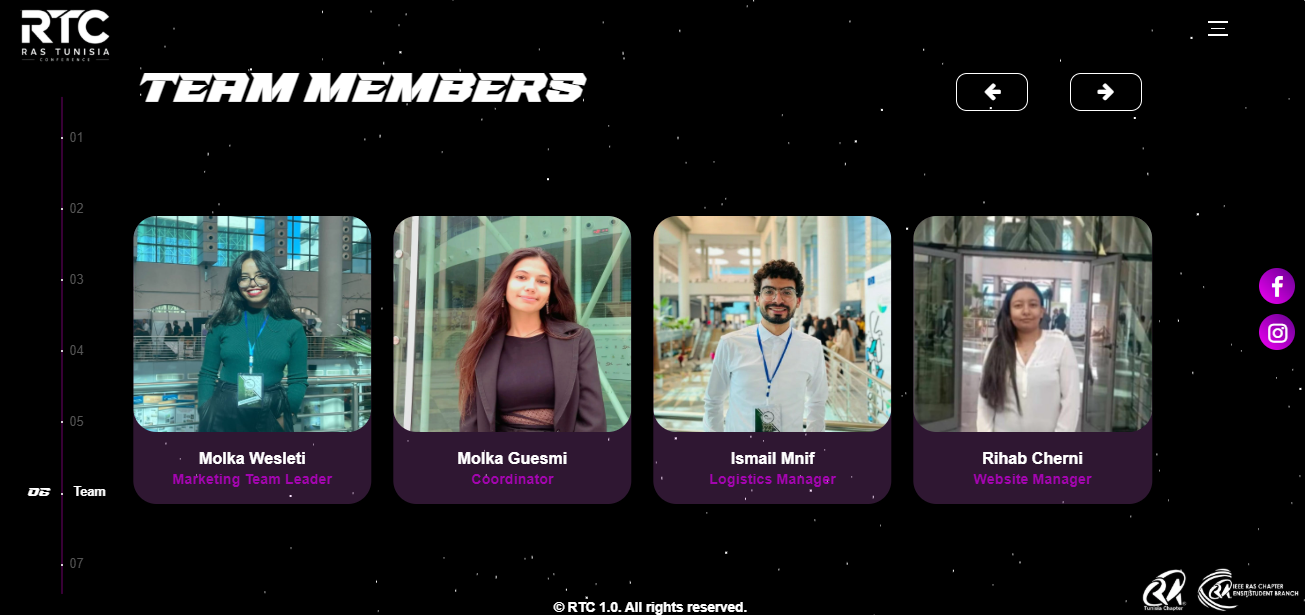 RTC
RAS TUNISIA
CONFERENCE
TEAM MEMBERS
01
02
03
04
05
06 Team
07
Molka Wesleti
Marketing Team Leader
Molka Guesmi
Coordinator
Ismail Mnif
Logistics Manager
Rihab Cherni
Website Manager
© RTC 1.0. All rights reserved.
RA
Tunisia Chapter
RA
IEEE RAS CHAPTER
ENSIT STUDENT BRANCH